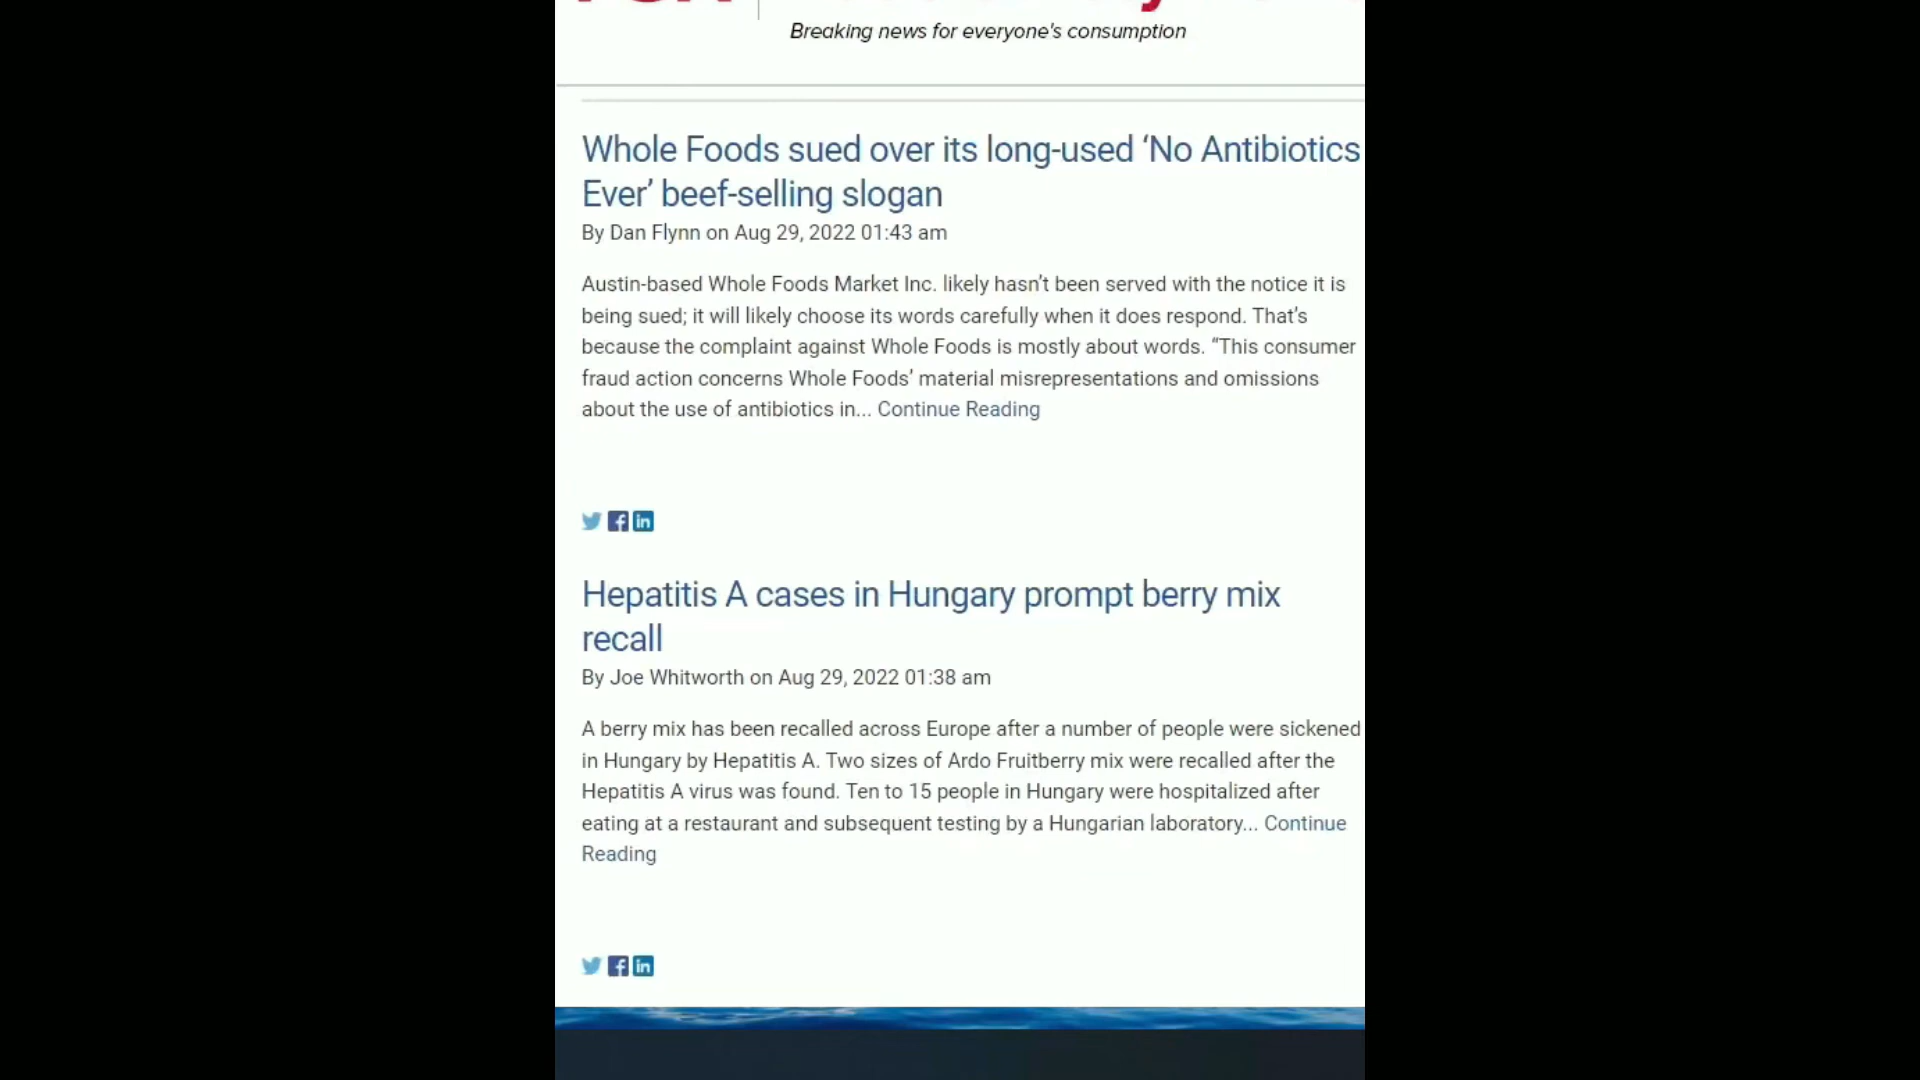 Breaking news for everyone's consumption
Whole Foods sued over its long-used ‘No Antibiotics
Ever’ beef-selling slogan
By Dan Flynn on Aug 29, 2022 01:43 am
Austin-based Whole Foods Market Inc. likely hasn’t been served with the notice it is
being sued; it will likely choose its words carefully when it does respond. That’s
because the complaint against Whole Foods is mostly about words. “This consumer
fraud action concerns Whole Foods’ material misrepresentations and omissions
about the use of antibiotics in... Continue Reading
Hepatitis A cases in Hungary prompt berry mix
recall
By Joe Whitworth on Aug 29, 2022 01:38 am
A berry mix has been recalled across Europe after a number of people were sickened
in Hungary by Hepatitis A. Two sizes of Ardo Fruitberry mix were recalled after the
Hepatitis A virus was found. Ten to 15 people in Hungary were hospitalized after
eating at a restaurant and subsequent testing by a Hungarian laboratory... Continue
Reading